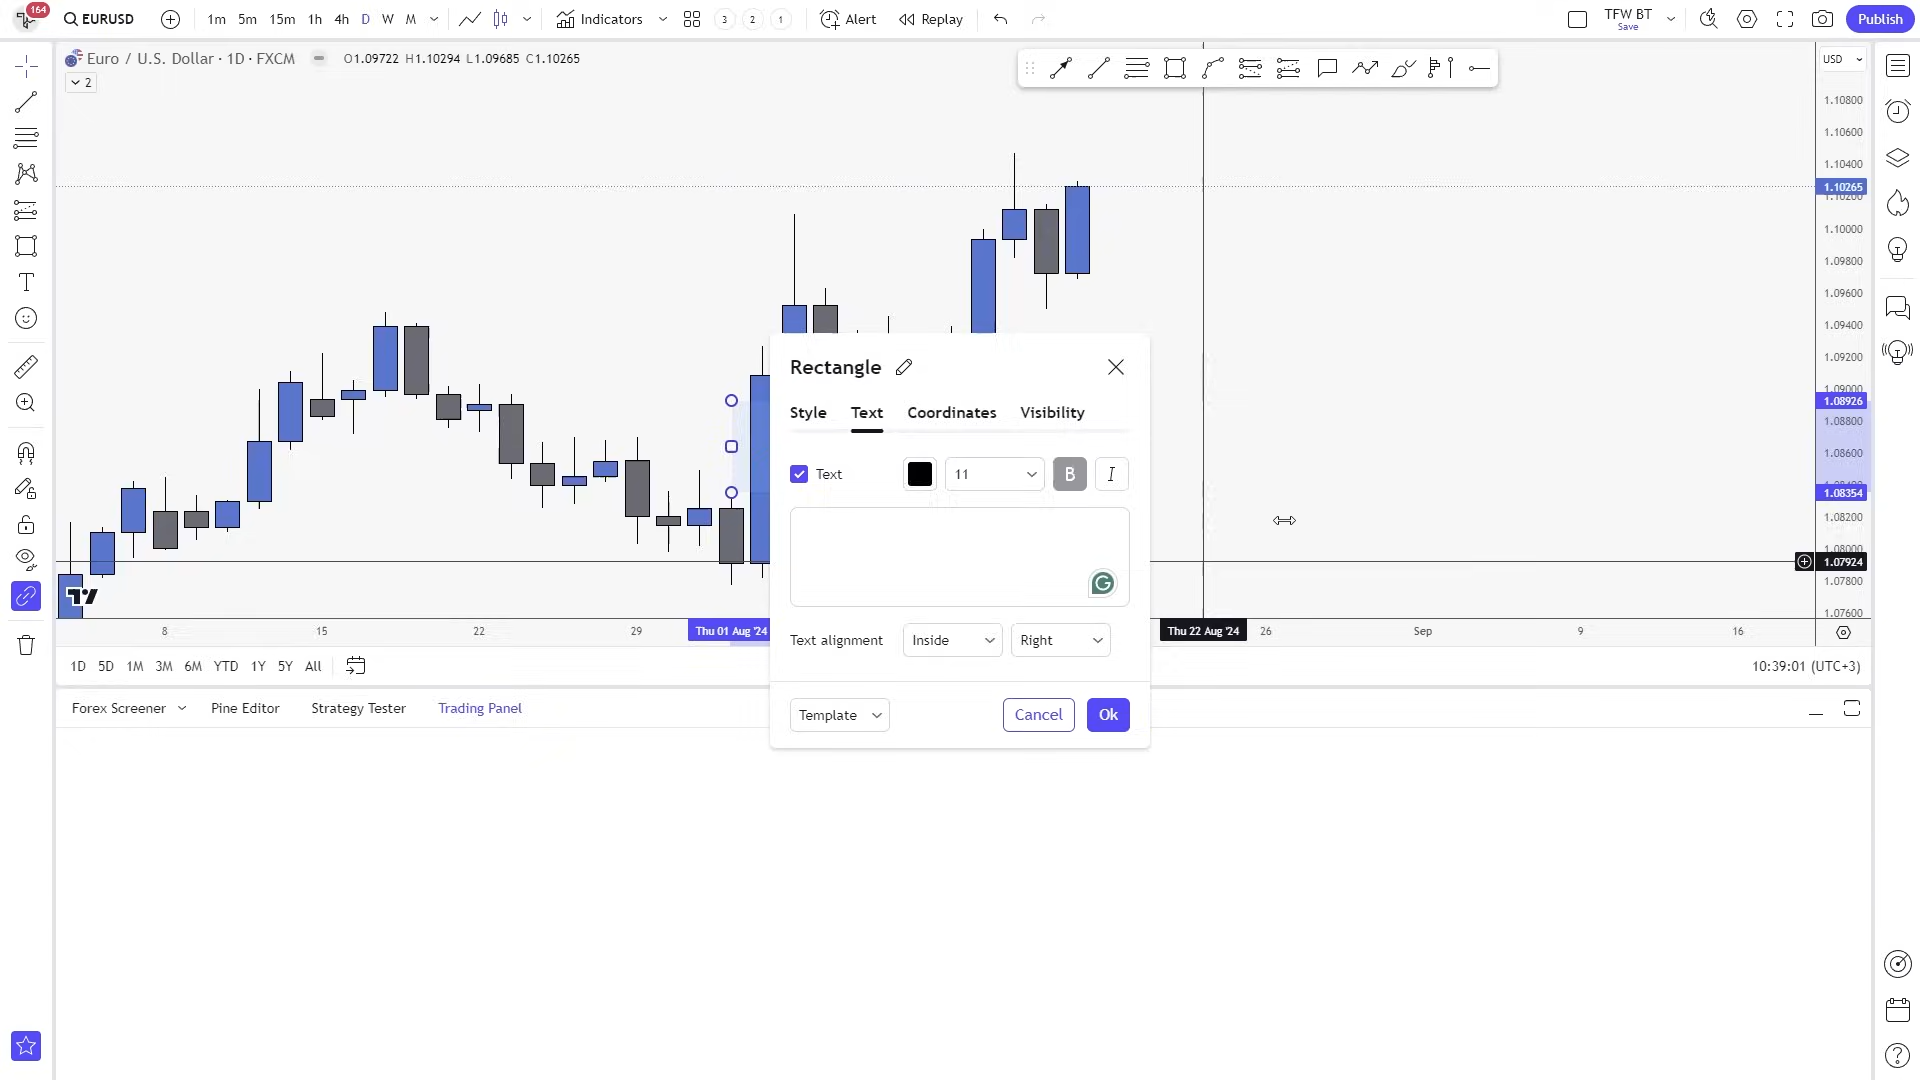 164
EURUSD
1m 5m 15m 1h 4h D W M
Indicators
3 2 1
Alert
Replay
TFW BT
Save
Publish
Euro / U.S. Dollar · 1D · FXCM
O1.09722 H1.10294 L1.09685 C1.10265
2
USD
1.10800
1.10600
1.10400
1.10265
1.10200
1.10000
1.09800
1.09600
1.09400
1.09200
1.09000
1.08926
1.08800
1.08600
1.08354
1.08200
1.08000
1.07924
1.07800
1.07600
Rectangle
Style Text Coordinates Visibility
Text
11
B
I
G
Text alignment
Inside
Right
Template
Cancel
Ok
8 15 22 29 Thu 01 Aug '24 Thu 22 Aug '24 26 Sep 9 16
1D 5D 1M 3M 6M YTD 1Y 5Y All
10:39:01 (UTC+3)
Forex Screener
Pine Editor
Strategy Tester
Trading Panel